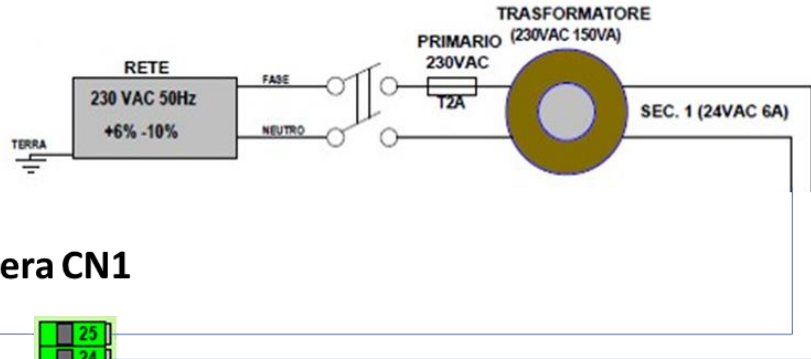 TRASFORMATORE
(230VAC 150VA)
PRIMARIO
230VAC
RETE
FASE
230 VAC 50Hz
T2A
SEC. 1 (24VAC 6A)
+6% -10%
NEUTRO
TERRA
era CN1
25
24